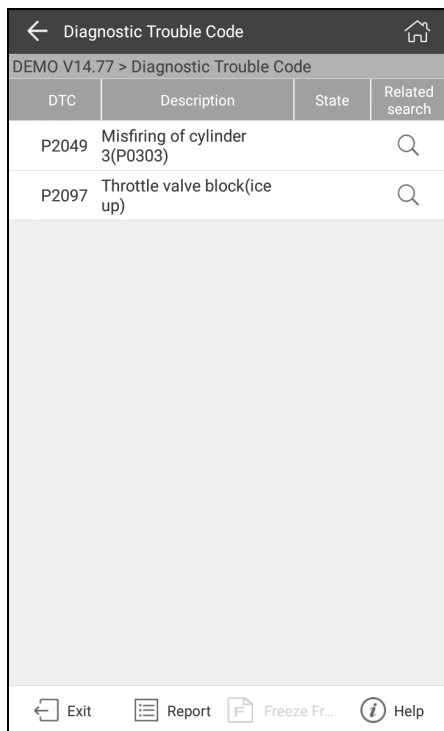 Diagnostic Trouble Code
DEMO V14.77 > Diagnostic Trouble Code
DTC Description State Related search
P2049 Misfiring of cylinder
3(P0303)
P2097 Throttle valve block(ice
up)
Exit Report F Freeze Fr... i Help